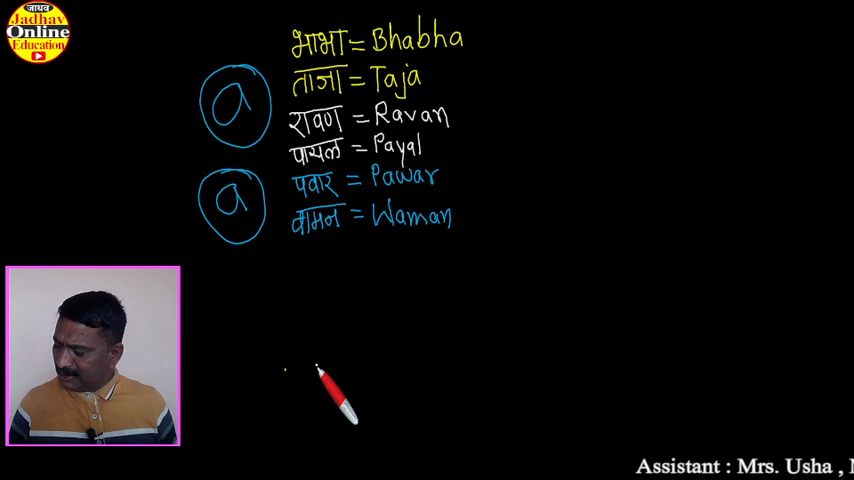 जाधव
Jadhav
Online
Education
भाभा = Bhabha
ताजा = Taja
रावण = Ravan
पायल = Payal
पवार = Pawar
वामन = Waman
a
a
Assistant : Mrs. Usha ,